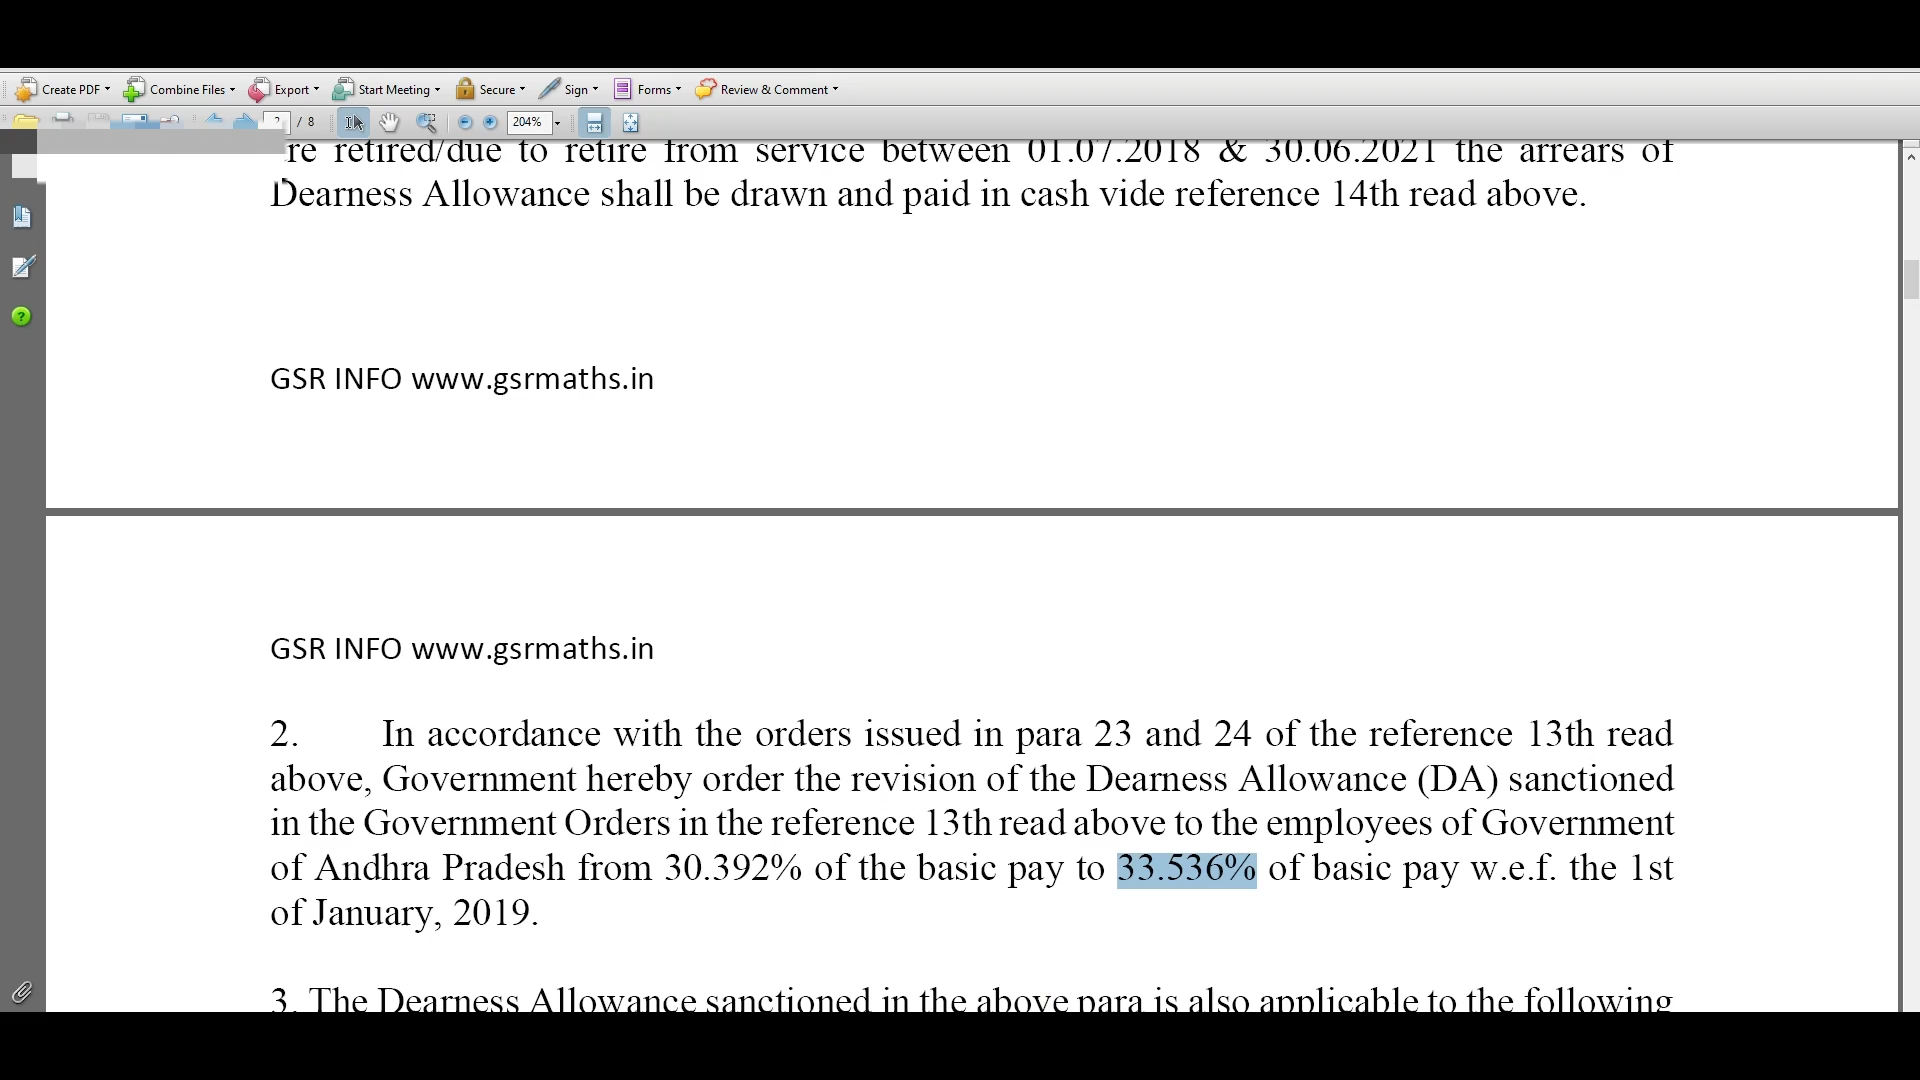 Create PDF Combine Files Export Start Meeting Secure Sign Forms Review & Comment
/ 8 204%
re retired/due to retire from service between 01.07.2018 & 30.06.2021 the arrears of
Dearness Allowance shall be drawn and paid in cash vide reference 14th read above.
GSR INFO www.gsrmaths.in
GSR INFO www.gsrmaths.in
2. In accordance with the orders issued in para 23 and 24 of the reference 13th read
above, Government hereby order the revision of the Dearness Allowance (DA) sanctioned
in the Government Orders in the reference 13th read above to the employees of Government
of Andhra Pradesh from 30.392% of the basic pay to 33.536% of basic pay w.e.f. the 1st
of January, 2019.
3. The Dearness Allowance sanctioned in the above para is also applicable to the following